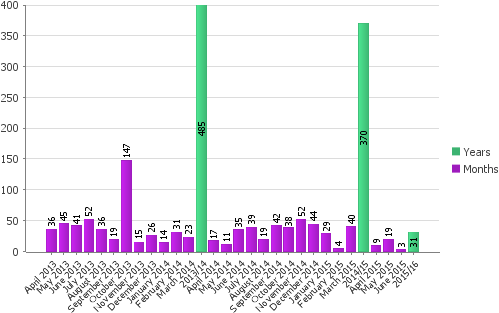 400
350
300
250
200
150
100
50
0
36
45
41
52
36
19
147
15
26
14
31
23
485
17
11
35
39
19
42
38
52
44
29
4
40
370
9
19
3
31
April 2013
May 2013
June 2013
July 2013
August 2013
September 2013
October 2013
November 2013
December 2013
January 2014
February 2014
March 2014
2013/14
April 2014
May 2014
June 2014
July 2014
August 2014
September 2014
October 2014
November 2014
December 2014
January 2015
February 2015
March 2015
2014/15
April 2015
May 2015
June 2015
2015/16
Years
Months